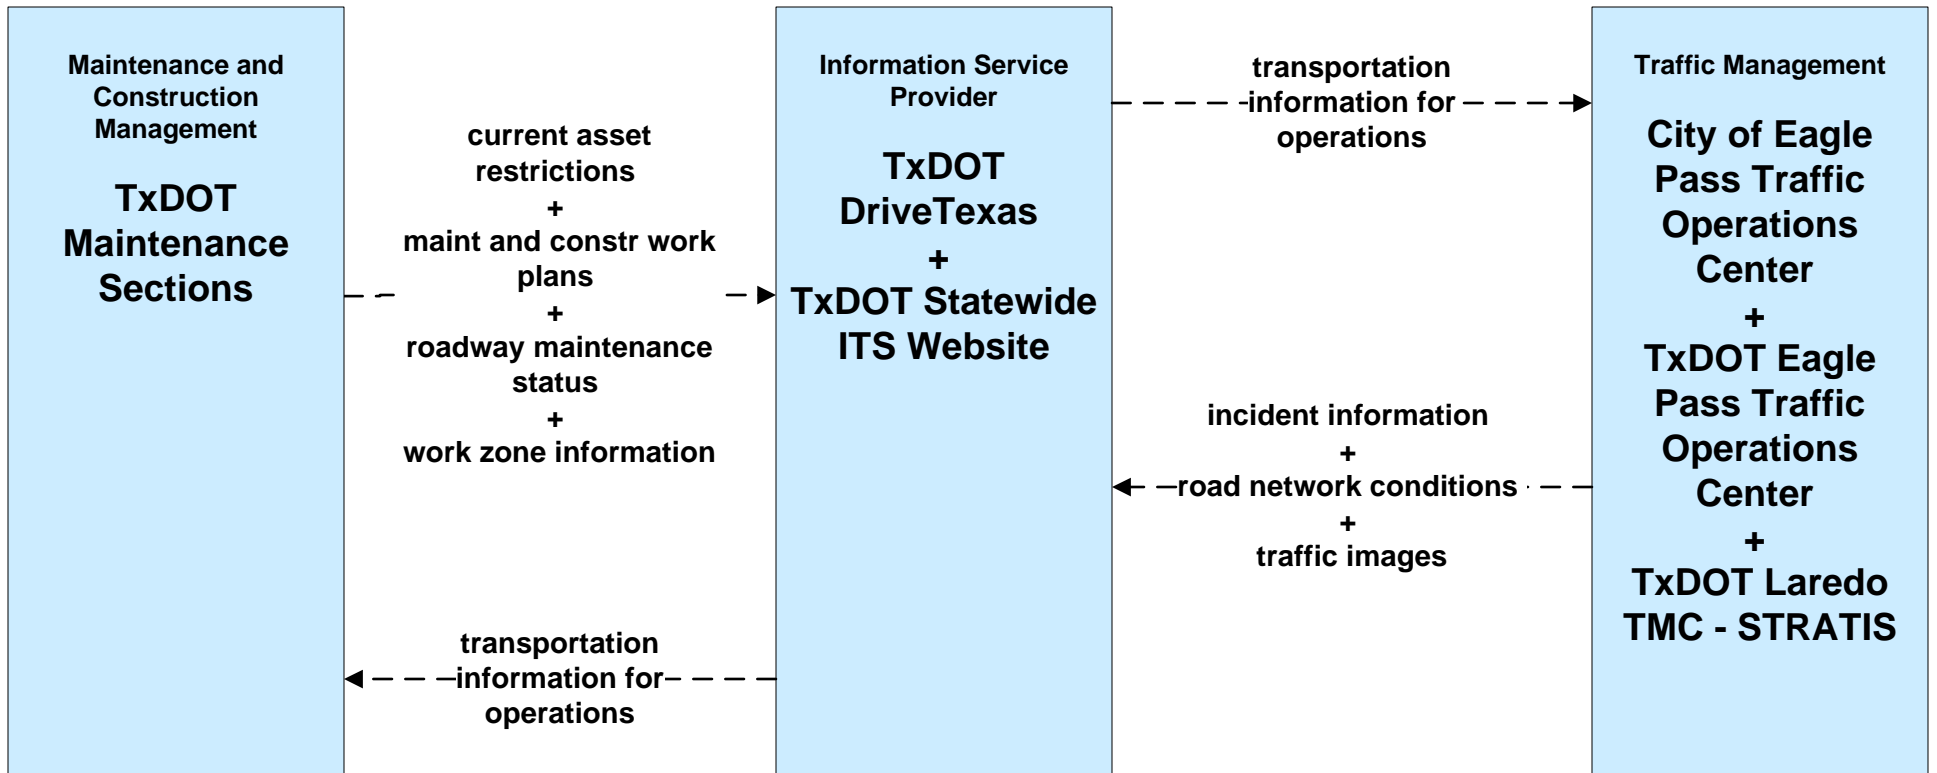 Maintenance and
Construction
Management
TxDOT
Maintenance
Sections
current asset
restrictions
+
maint and constr work
plans
+
roadway maintenance
status
+
work zone information
transportation
information for
operations
Information Service
Provider
TxDOT
DriveTexas
+
TxDOT Statewide
ITS Website
transportation
information for
operations
incident information
+
road network conditions
+
traffic images
Traffic Management
City of Eagle
Pass Traffic
Operations
Center
+
TxDOT Eagle
Pass Traffic
Operations
Center
+
TxDOT Laredo
TMC - STRATIS